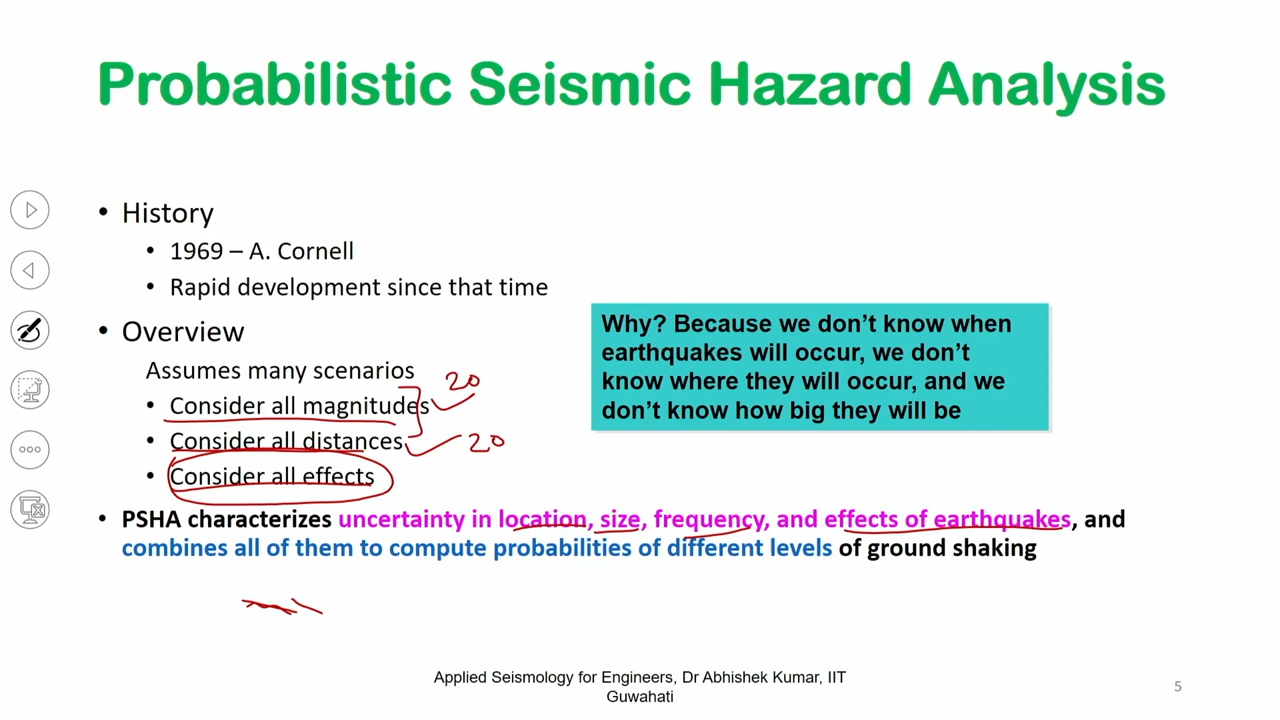 Probabilistic Seismic Hazard Analysis
• History
• 1969 – A. Cornell
• Rapid development since that time
• Overview
Assumes many scenarios
• Consider all magnitudes
20
• Consider all distances
20
• Consider all effects
Why? Because we don’t know when
earthquakes will occur, we don’t
know where they will occur, and we
don’t know how big they will be
• PSHA characterizes uncertainty in location, size, frequency, and effects of earthquakes, and
combines all of them to compute probabilities of different levels of ground shaking
Applied Seismology for Engineers, Dr Abhishek Kumar, IIT
Guwahati
5